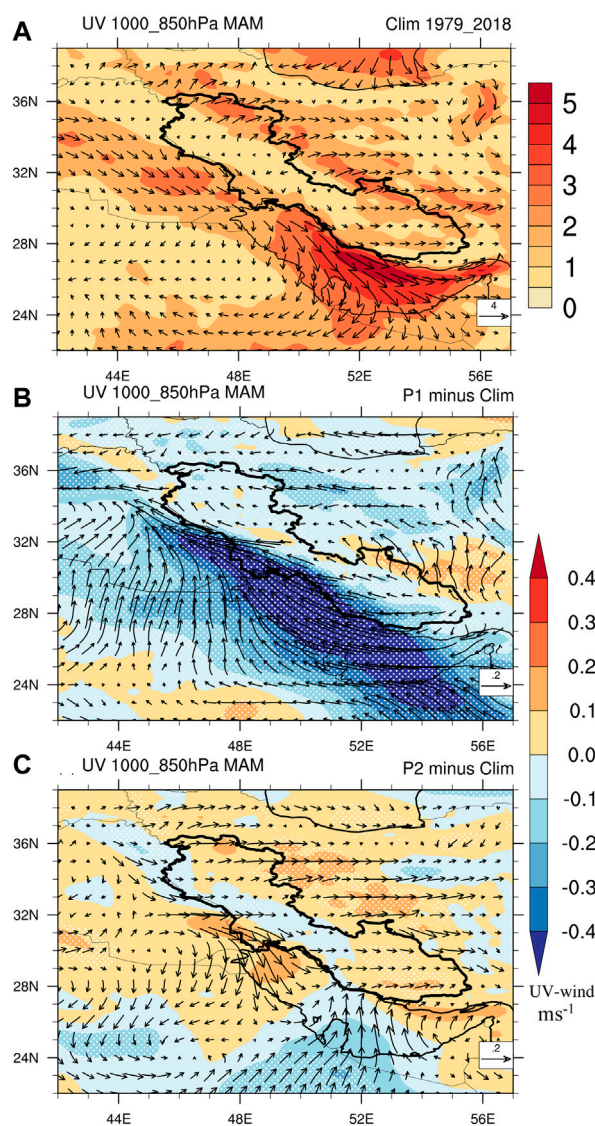 A
UV 1000_850hPa MAM
Clim 1979_2018
36N
32N
28N
24N
44E
48E
52E
56E
4
5
4
3
2
1
0
B
UV 1000_850hPa MAM
P1 minus Clim
36N
32N
28N
24N
44E
48E
52E
56E
.2
0.4
0.3
0.2
0.1
0.0
-0.1
-0.2
-0.3
-0.4
UV-wind
ms-1
C
UV 1000_850hPa MAM
P2 minus Clim
36N
32N
28N
24N
44E
48E
52E
56E
.2